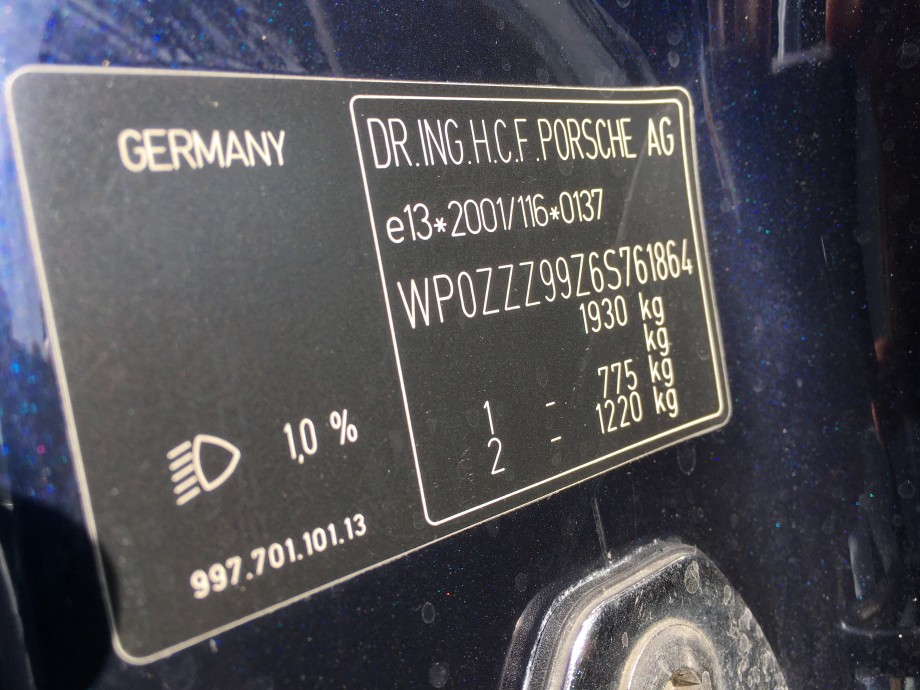 GERMANY
DR.ING.H.C.F.PORSCHE AG
e13*2001/116*0137
WP0ZZZ99Z6S761864
1930 kg
kg
1 - 775 kg
2 - 1220 kg
1,0 %
997.701.101.13